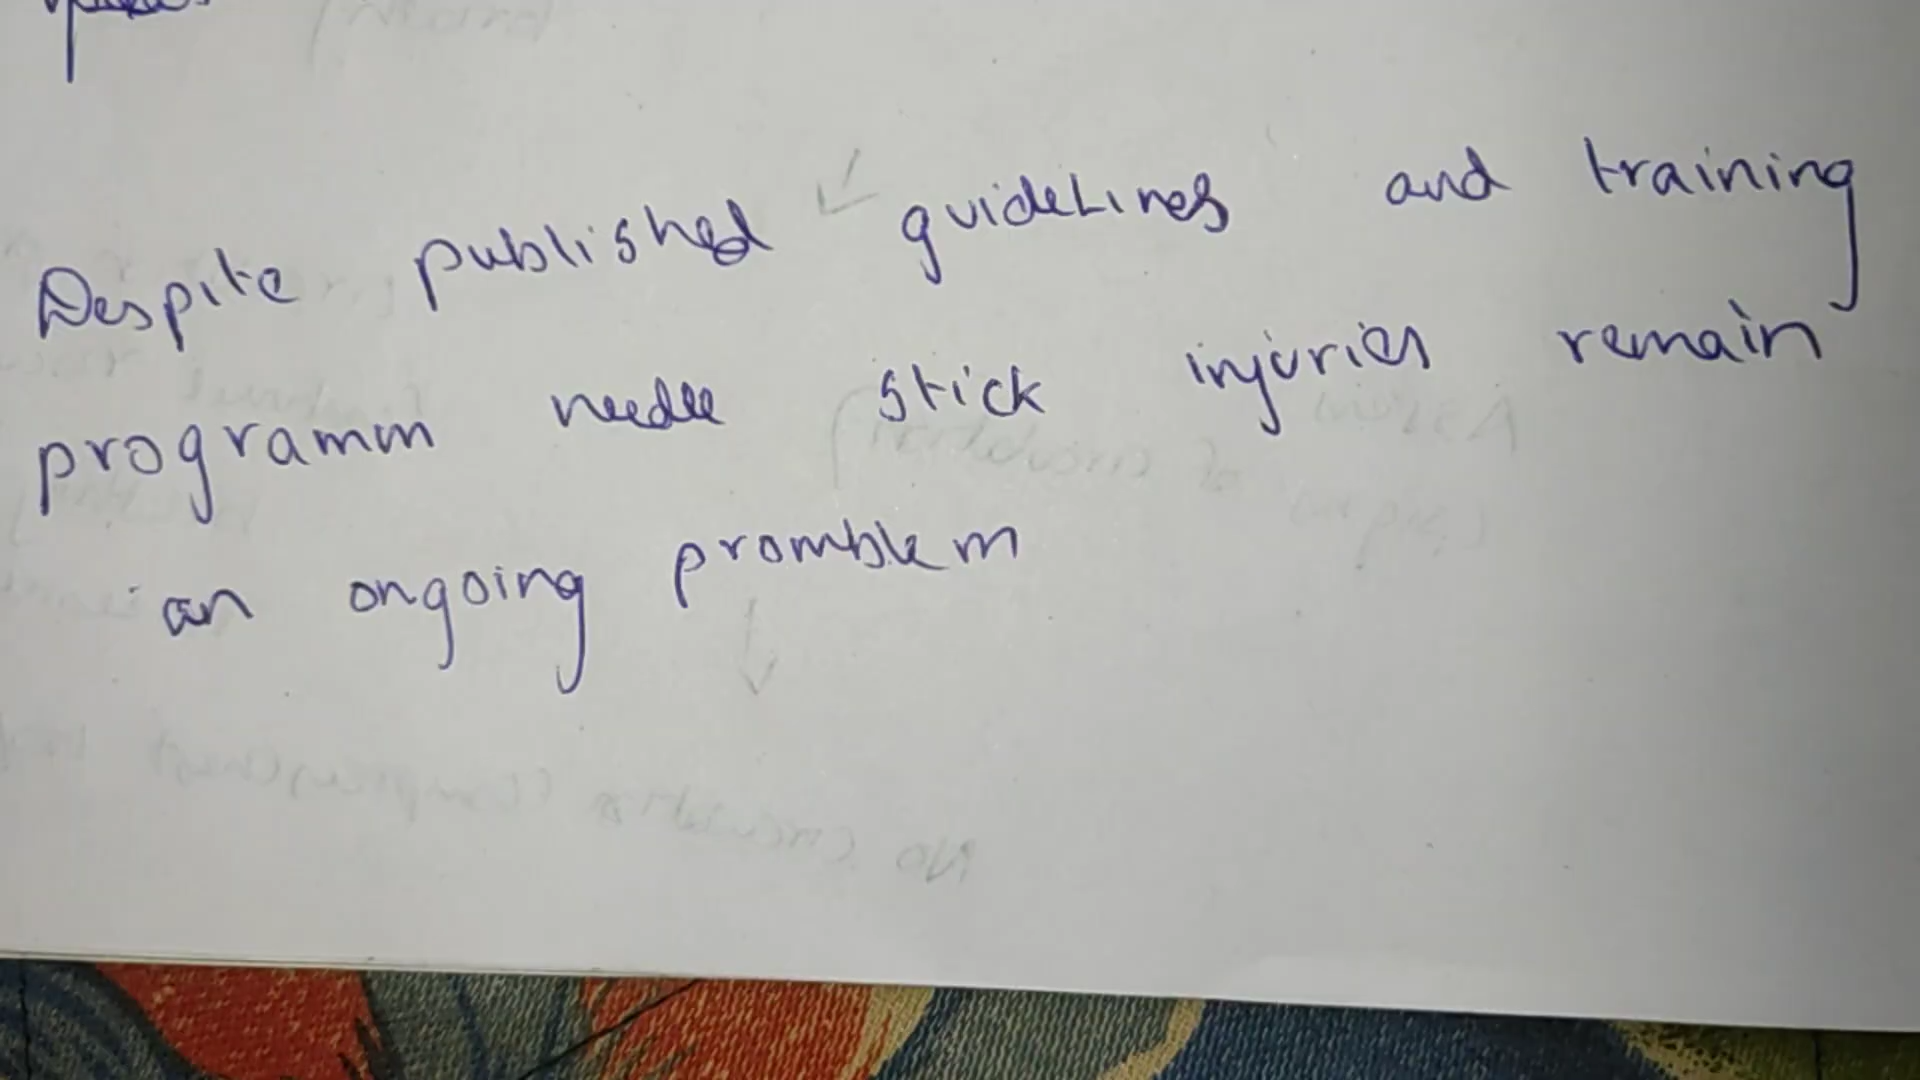 Despite published guidelines and training
programm needle stick injuries remain
an ongoing promblem